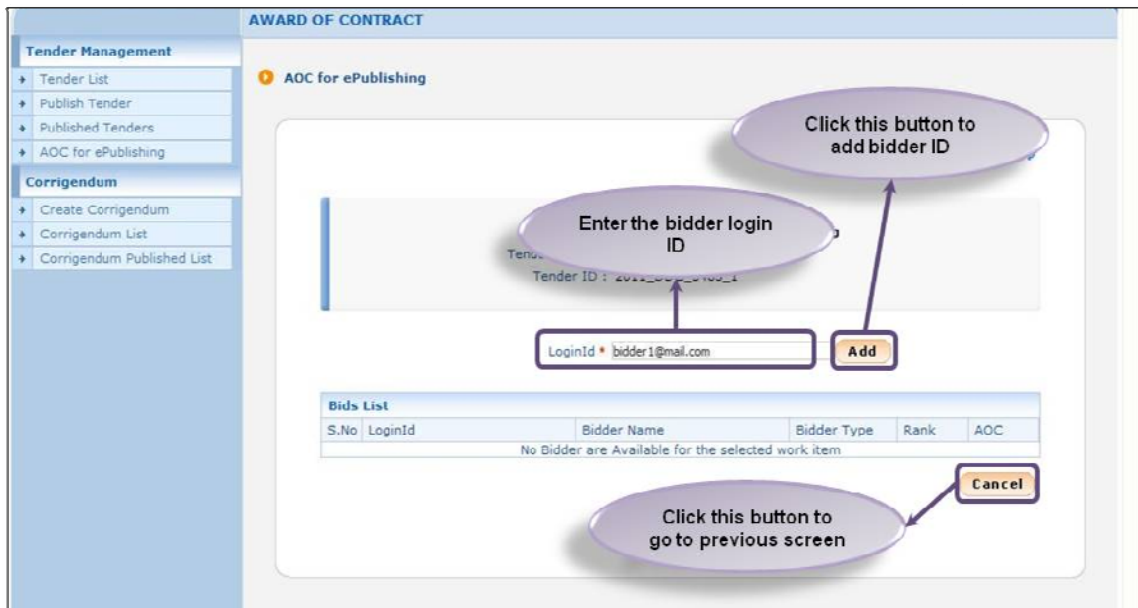 AWARD OF CONTRACT
Tender Management
Tender List
Publish Tender
Published Tenders
AOC for ePublishing
Corrigendum
Create Corrigendum
Corrigendum List
Corrigendum Published List
AOC for ePublishing
Click this button to
add bidder ID
Enter the bidder login
ID
Tender ID :
LoginId * bidder1@mail.com
Add
Bids List
S.No LoginId Bidder Name Bidder Type Rank AOC
No Bidder are Available for the selected work item
Cancel
Click this button to
go to previous screen